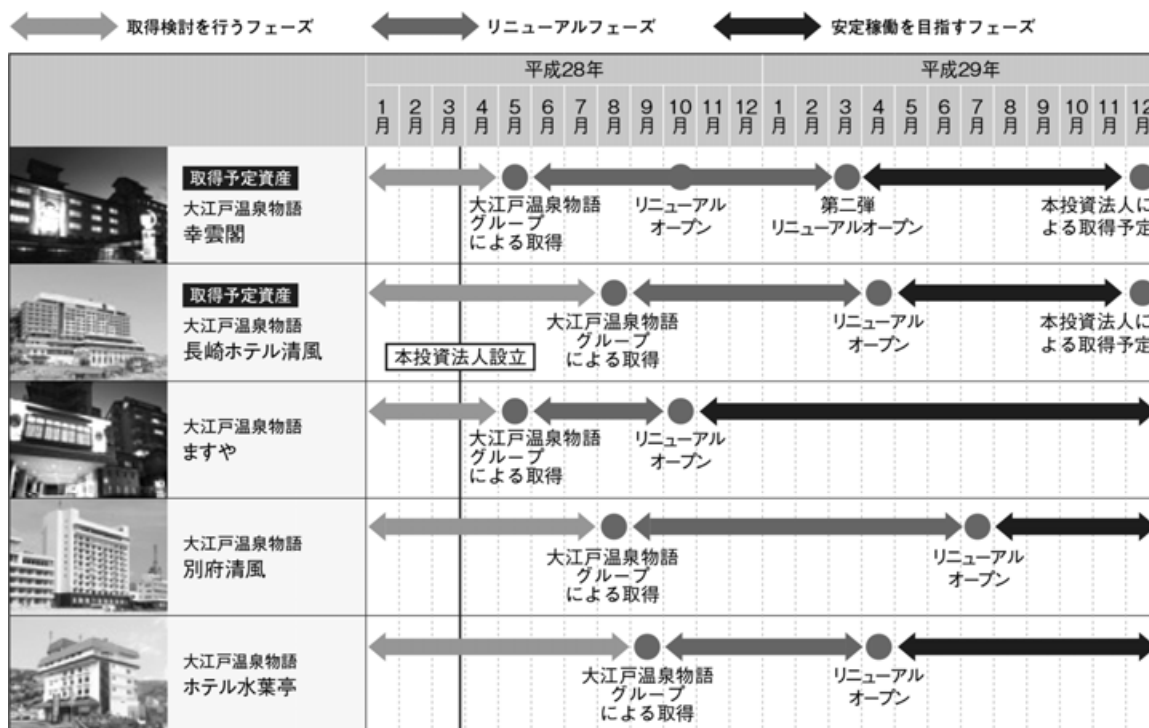 取得検討を行うフェーズ リニューアルフェーズ 安定稼働を目指すフェーズ
平成28年 平成29年
1月 2月 3月 4月 5月 6月 7月 8月 9月 10月 11月 12月 1月 2月 3月 4月 5月 6月 7月 8月 9月 10月 11月 12月
取得予定資産
大江戸温泉物語
幸雲閣
大江戸温泉物語
グループ
による取得
リニューアル
オープン
第二弾
リニューアルオープン
本投資法人に
よる取得予定
取得予定資産
大江戸温泉物語
長崎ホテル清風
大江戸温泉物語
グループ
による取得
リニューアル
オープン
本投資法人に
よる取得予定
本投資法人設立
大江戸温泉物語
ますや
大江戸温泉物語
グループ
による取得
リニューアル
オープン
大江戸温泉物語
別府清風
大江戸温泉物語
グループ
による取得
リニューアル
オープン
大江戸温泉物語
ホテル水葉亭
大江戸温泉物語
グループ
による取得
リニューアル
オープン